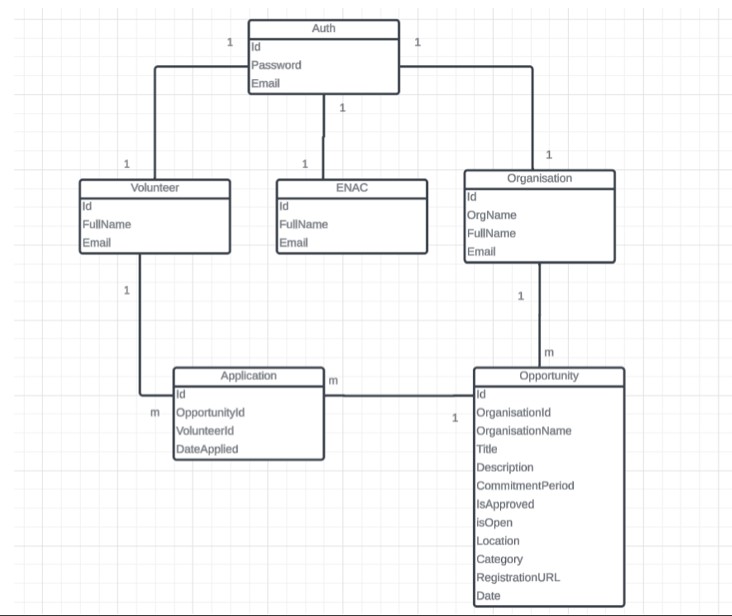 Auth
1
1
Id
Password
Email
1
1
1
1
Volunteer
Id
FullName
Email
ENAC
Id
FullName
Email
Organisation
Id
OrgName
FullName
Email
1
1
m
Application
Id
OpportunityId
VolunteerId
DateApplied
m
m
1
Opportunity
Id
OrganisationId
OrganisationName
Title
Description
CommitmentPeriod
IsApproved
isOpen
Location
Category
RegistrationURL
Date